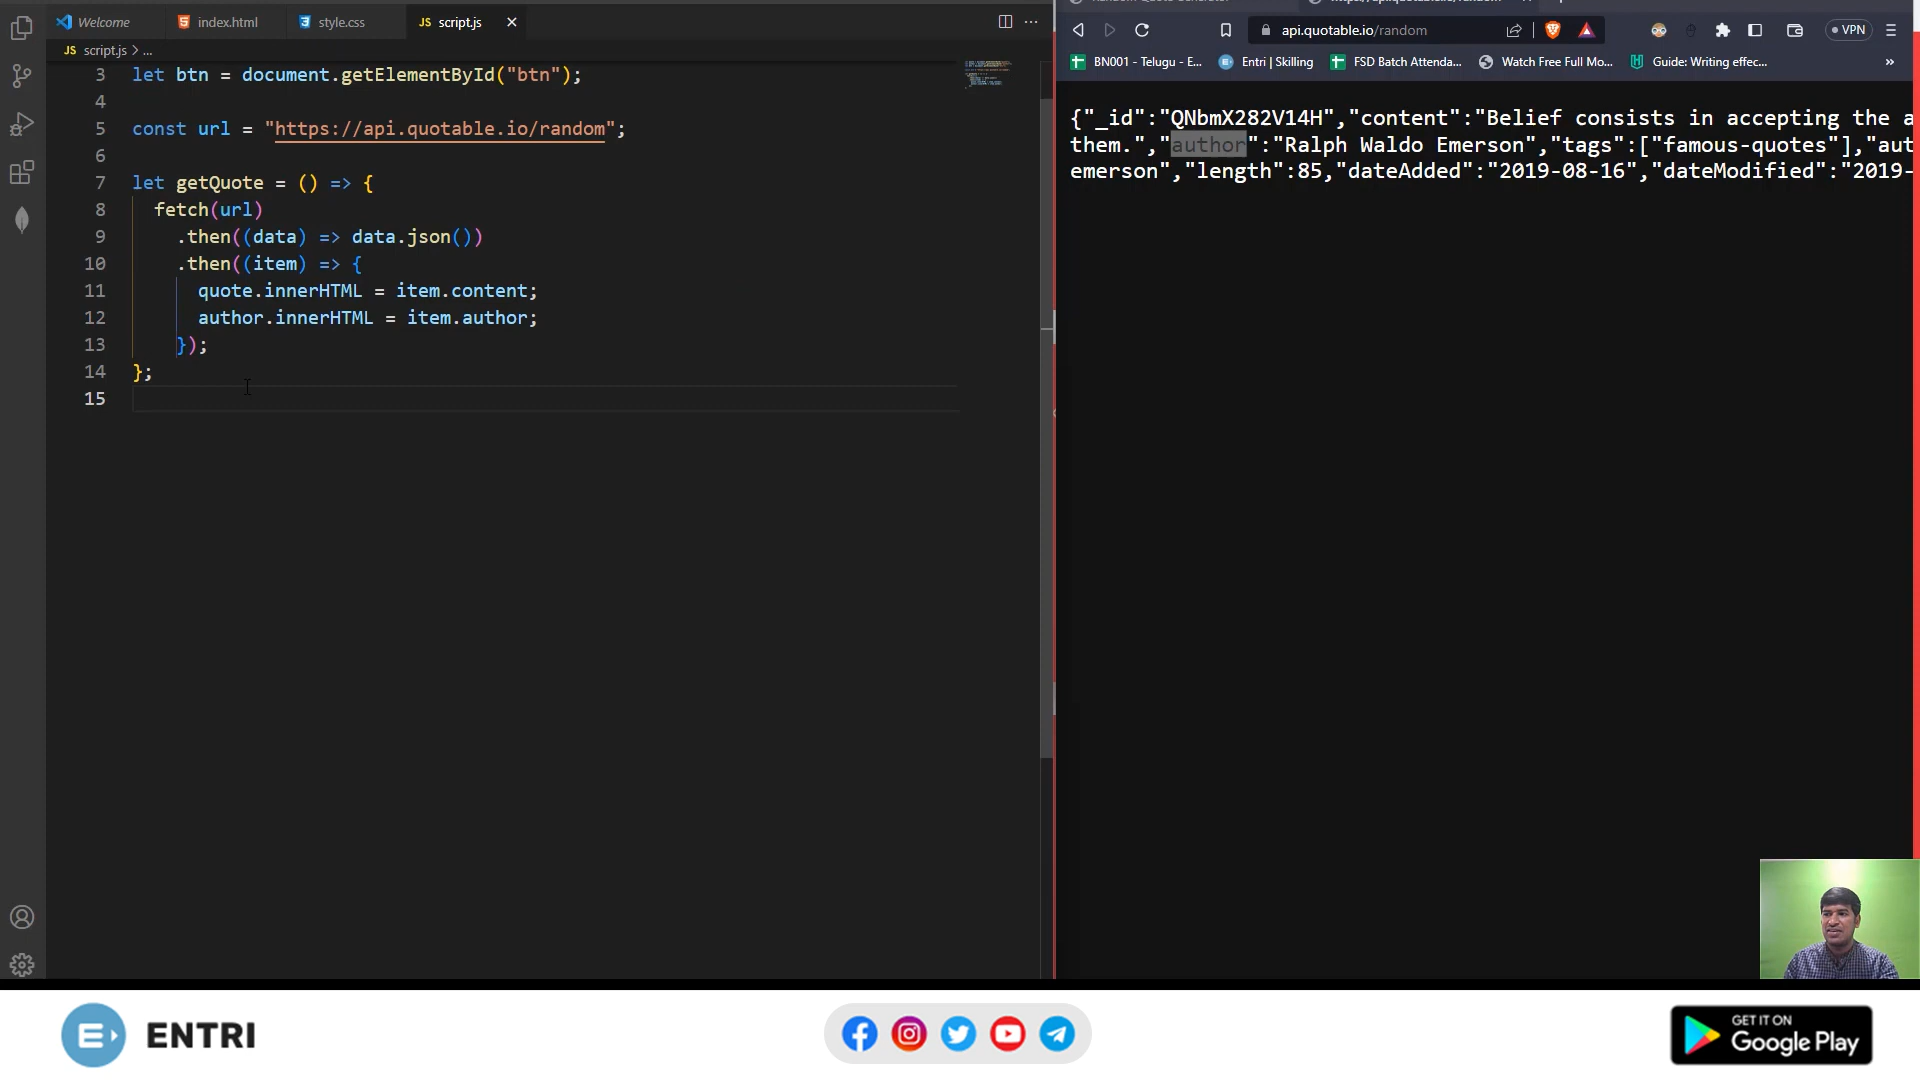 Welcome
index.html
style.css
JS script.js
JS script.js > ...
3 let btn = document.getElementById("btn");
4
5 const url = "https://api.quotable.io/random";
6
7 let getQuote = () => {
8 fetch(url)
9 .then((data) => data.json())
10 .then((item) => {
11 quote.innerHTML = item.content;
12 author.innerHTML = item.author;
13 });
14 };
15
api.quotable.io/random
VPN
BN001 - Telugu - E...
Entri | Skilling
FSD Batch Attenda...
Watch Free Full Mo...
Guide: Writing effec...
»
{"_id":"QNbmX282V14H","content":"Belief consists in accepting the a
them.","author":"Ralph Waldo Emerson","tags":["famous-quotes"],"aut
emerson","length":85,"dateAdded":"2019-08-16","dateModified":"2019-
E ENTRI
GET IT ON
Google Play